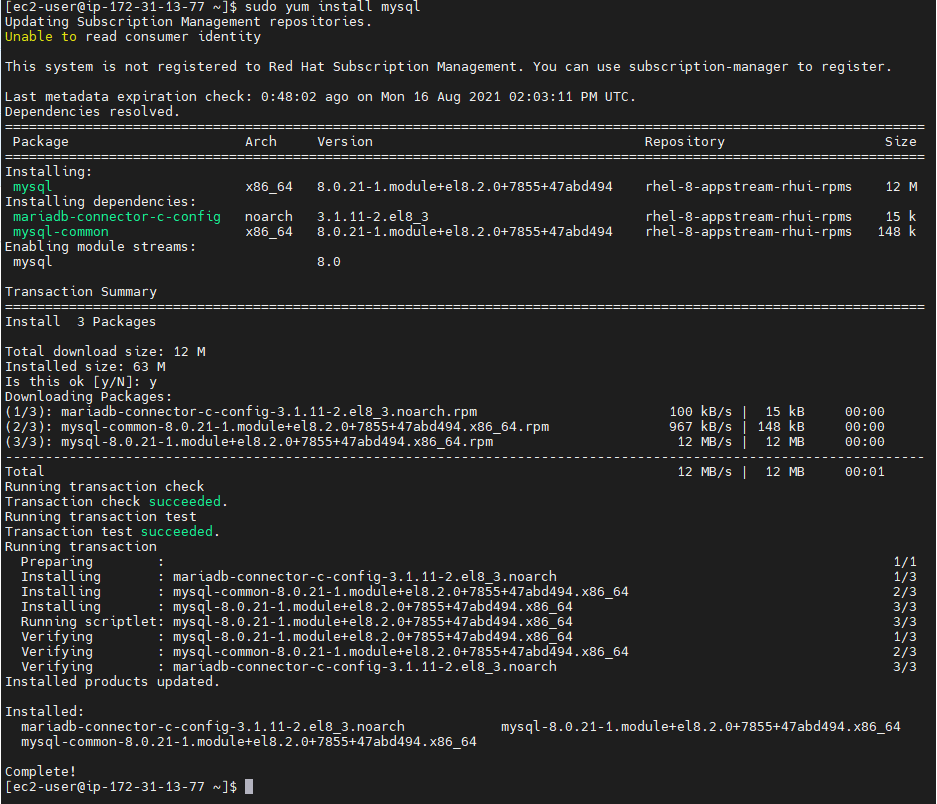 [ec2-user@ip-172-31-13-77 ~]$ sudo yum install mysql
Updating Subscription Management repositories.
Unable to read consumer identity
This system is not registered to Red Hat Subscription Management. You can use subscription-manager to register.
Last metadata expiration check: 0:48:02 ago on Mon 16 Aug 2021 02:03:11 PM UTC.
Dependencies resolved.
================================================================================
Package Arch Version Repository Size
================================================================================
Installing:
mysql x86_64 8.0.21-1.module+el8.2.0+7855+47abd494 rhel-8-appstream-rhui-rpms 12 M
Installing dependencies:
mariadb-connector-c-config noarch 3.1.11-2.el8_3 rhel-8-appstream-rhui-rpms 15 k
mysql-common x86_64 8.0.21-1.module+el8.2.0+7855+47abd494 rhel-8-appstream-rhui-rpms 148 k
Enabling module streams:
mysql 8.0
Transaction Summary
================================================================================
Install 3 Packages
Total download size: 12 M
Installed size: 63 M
Is this ok [y/N]: y
Downloading Packages:
(1/3): mariadb-connector-c-config-3.1.11-2.el8_3.noarch.rpm 100 kB/s | 15 kB 00:00
(2/3): mysql-common-8.0.21-1.module+el8.2.0+7855+47abd494.x86_64.rpm 967 kB/s | 148 kB 00:00
(3/3): mysql-8.0.21-1.module+el8.2.0+7855+47abd494.x86_64.rpm 12 MB/s | 12 MB 00:00
--------------------------------------------------------------------------------
Total 12 MB/s | 12 MB 00:01
Running transaction check
Transaction check succeeded.
Running transaction test
Transaction test succeeded.
Running transaction
Preparing : 1/1
Installing : mariadb-connector-c-config-3.1.11-2.el8_3.noarch 1/3
Installing : mysql-common-8.0.21-1.module+el8.2.0+7855+47abd494.x86_64 2/3
Installing : mysql-8.0.21-1.module+el8.2.0+7855+47abd494.x86_64 3/3
Running scriptlet: mysql-8.0.21-1.module+el8.2.0+7855+47abd494.x86_64 3/3
Verifying : mysql-8.0.21-1.module+el8.2.0+7855+47abd494.x86_64 1/3
Verifying : mysql-common-8.0.21-1.module+el8.2.0+7855+47abd494.x86_64 2/3
Verifying : mariadb-connector-c-config-3.1.11-2.el8_3.noarch 3/3
Installed products updated.
Installed:
mariadb-connector-c-config-3.1.11-2.el8_3.noarch mysql-8.0.21-1.module+el8.2.0+7855+47abd494.x86_64
mysql-common-8.0.21-1.module+el8.2.0+7855+47abd494.x86_64
Complete!
[ec2-user@ip-172-31-13-77 ~]$